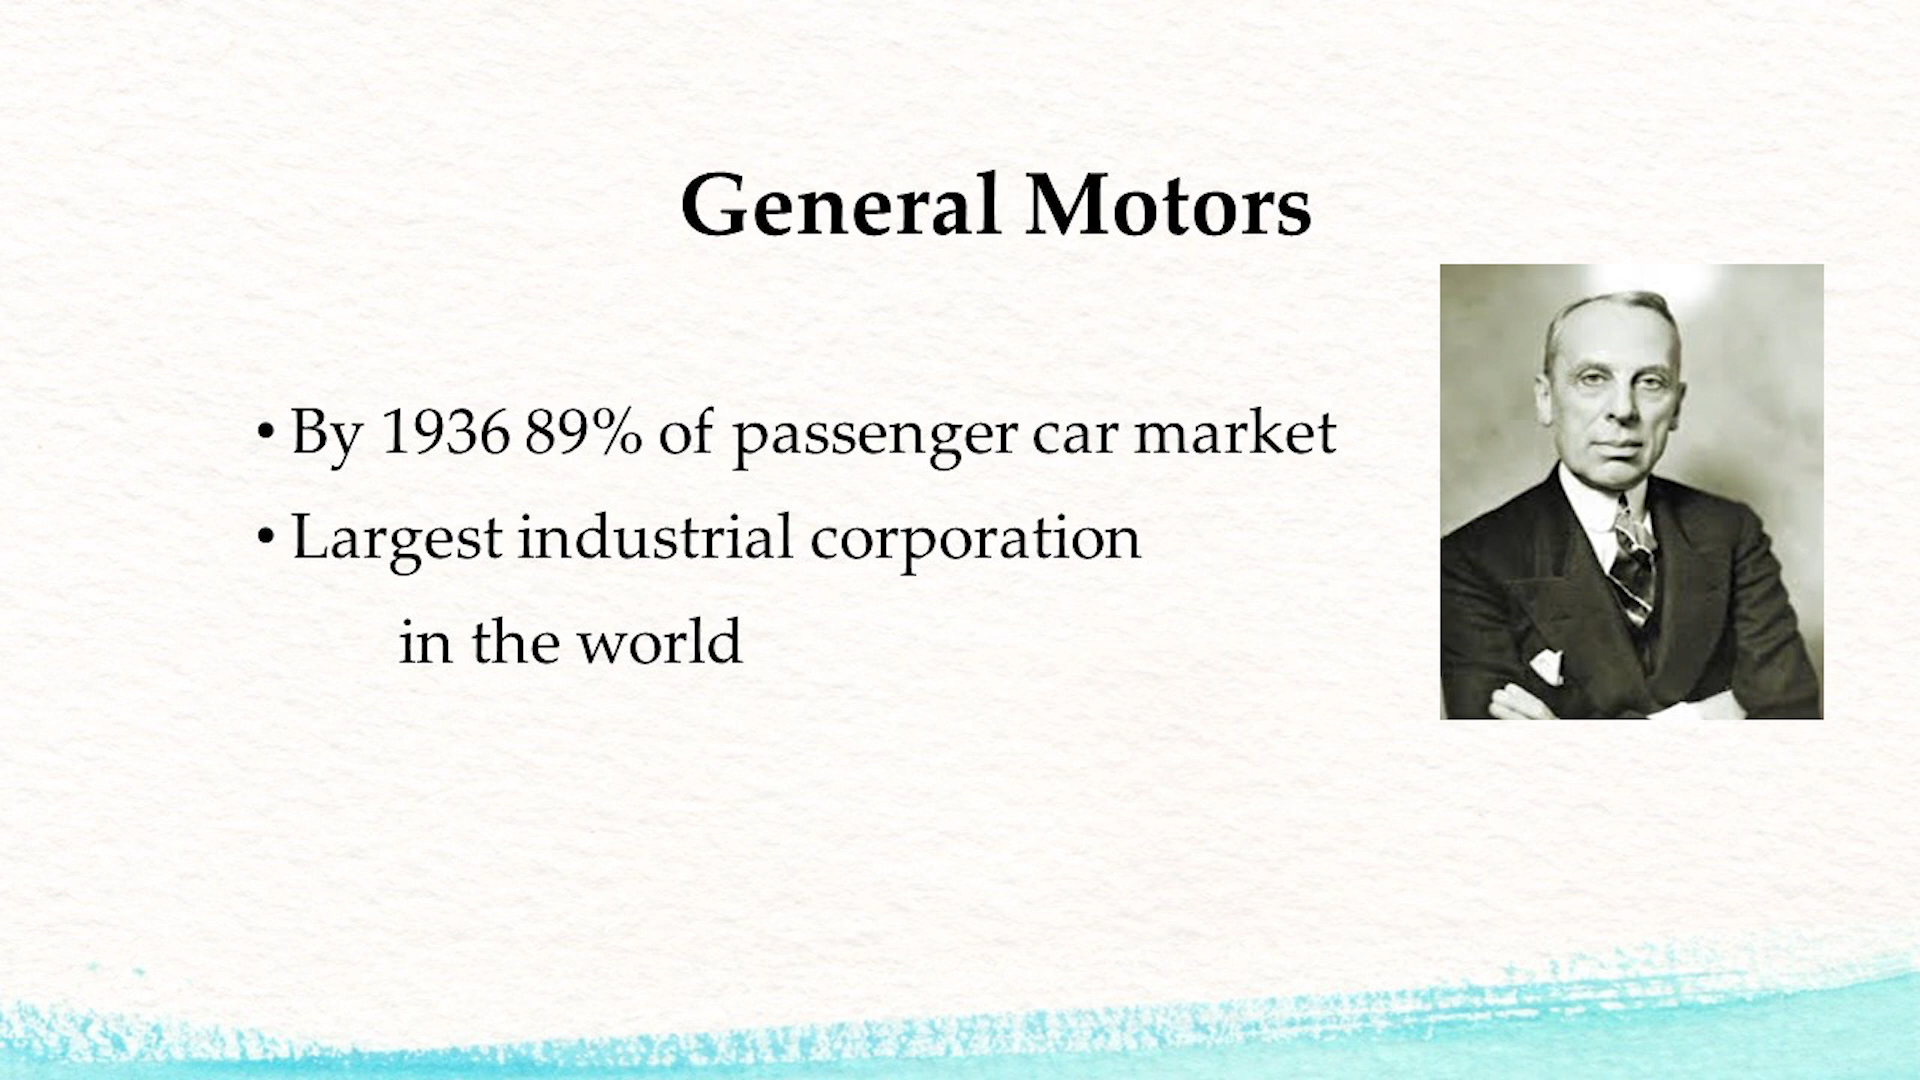 General Motors
• By 1936 89% of passenger car market
• Largest industrial corporation
in the world